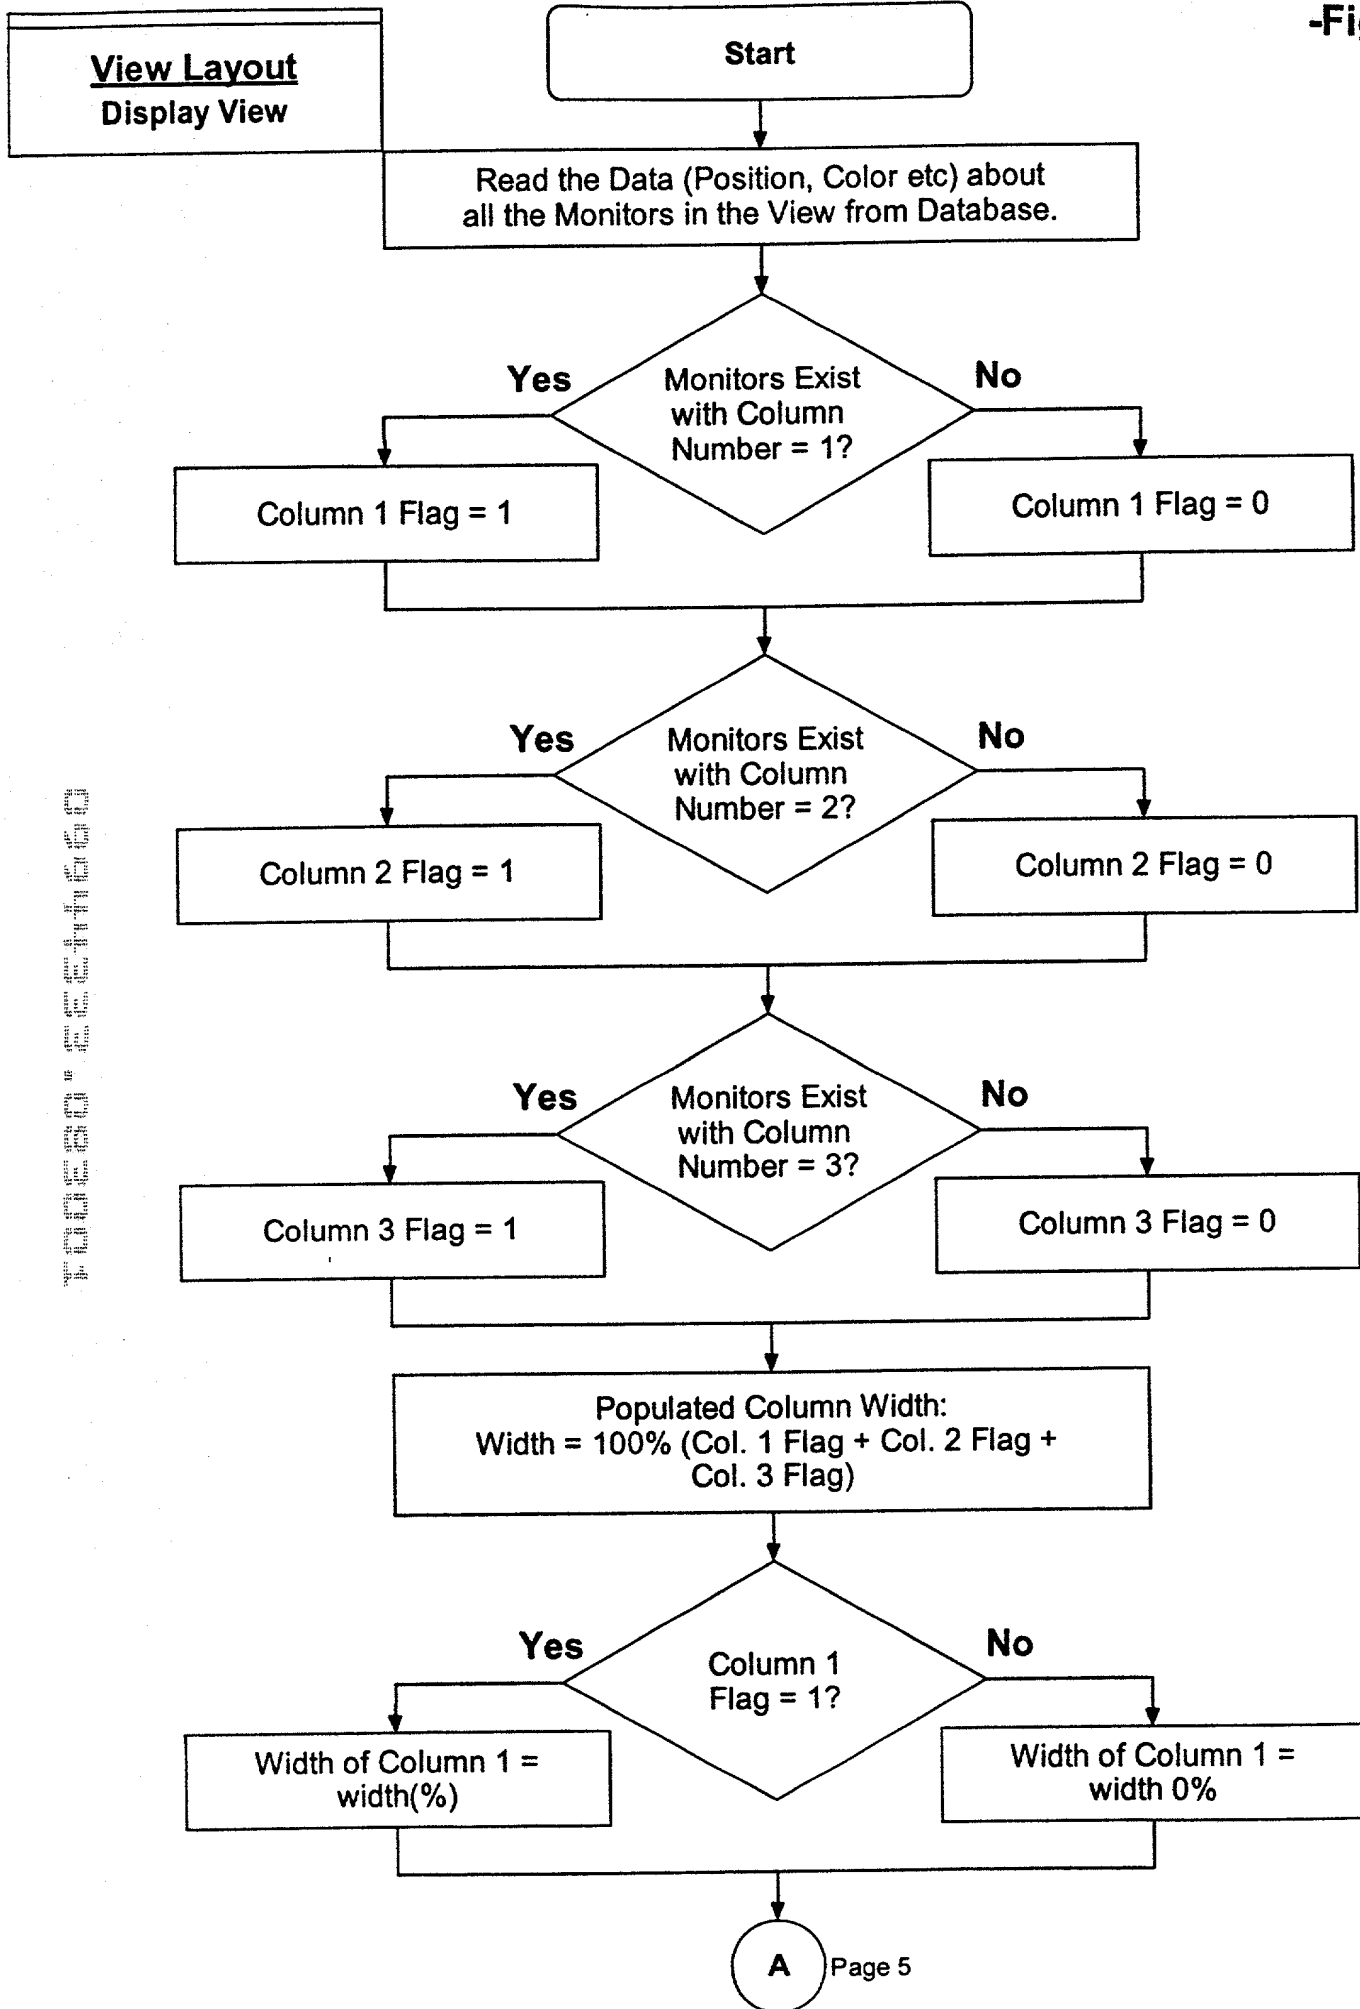 -Fig
View Layout
Display View
Start
Read the Data (Position, Color etc) about
all the Monitors in the View from Database.
Yes
Monitors Exist
with Column
Number = 1?
No
Column 1 Flag = 1
Column 1 Flag = 0
Yes
Monitors Exist
with Column
Number = 2?
No
Column 2 Flag = 1
Column 2 Flag = 0
Yes
Monitors Exist
with Column
Number = 3?
No
Column 3 Flag = 1
Column 3 Flag = 0
Populated Column Width:
Width = 100% (Col. 1 Flag + Col. 2 Flag +
Col. 3 Flag)
Yes
Column 1
Flag = 1?
No
Width of Column 1 =
width(%)
Width of Column 1 =
width 0%
A
Page 5